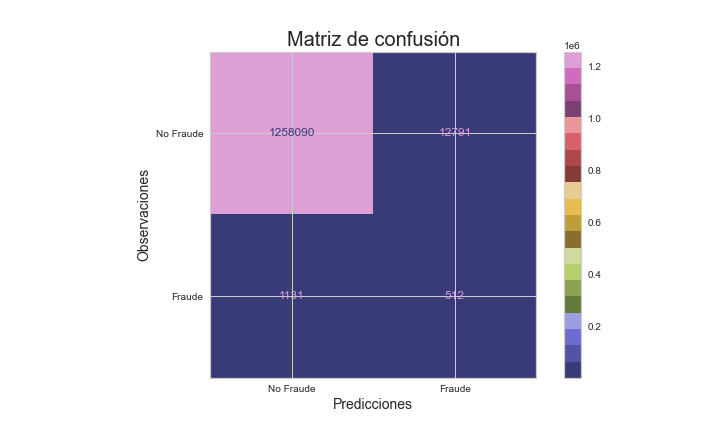 Matriz de confusión
1e6
1.2
1.0
0.8
0.6
0.4
0.2
Observaciones
No Fraude
1258090
12791
Fraude
1131
512
No Fraude
Fraude
Predicciones